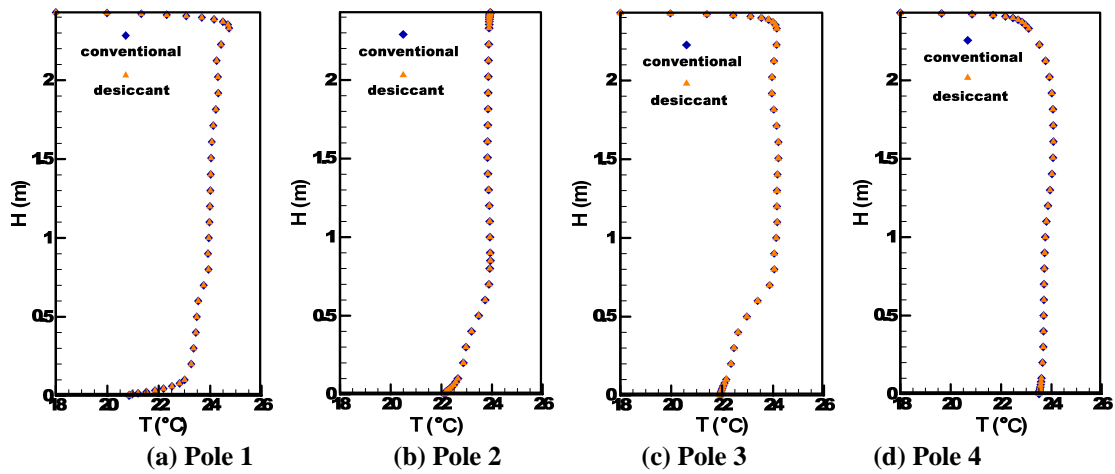 conventional
desiccant
H (m)
2
1.5
1
0.5
0
18 20 22 24 26
T (°C)
(a) Pole 1
conventional
desiccant
H (m)
2
1.5
1
0.5
0
18 20 22 24 26
T (°C)
(b) Pole 2
conventional
desiccant
H (m)
2
1.5
1
0.5
0
18 20 22 24 26
T (°C)
(c) Pole 3
conventional
desiccant
H (m)
2
1.5
1
0.5
0
18 20 22 24 26
T (°C)
(d) Pole 4